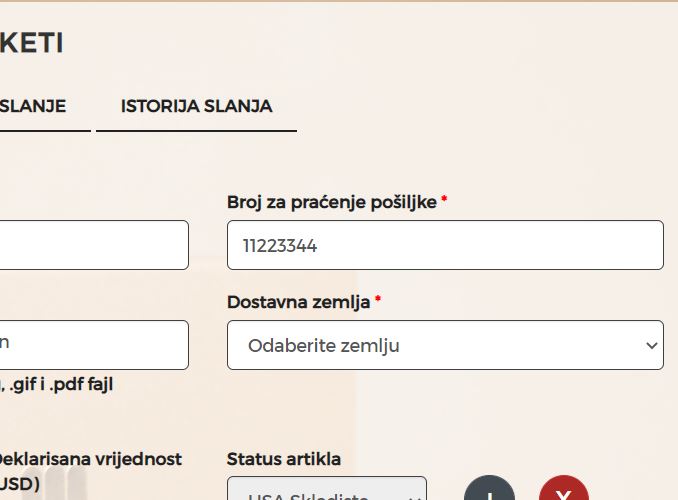 KETI
SLANJE ISTORIJA SLANJA
Broj za praćenje pošiljke *
11223344
Dostavna zemlja *
Odaberite zemlju
, .gif i .pdf fajl
Deklarisana vrijednost Status artikla
USD)
USA Skladište
X